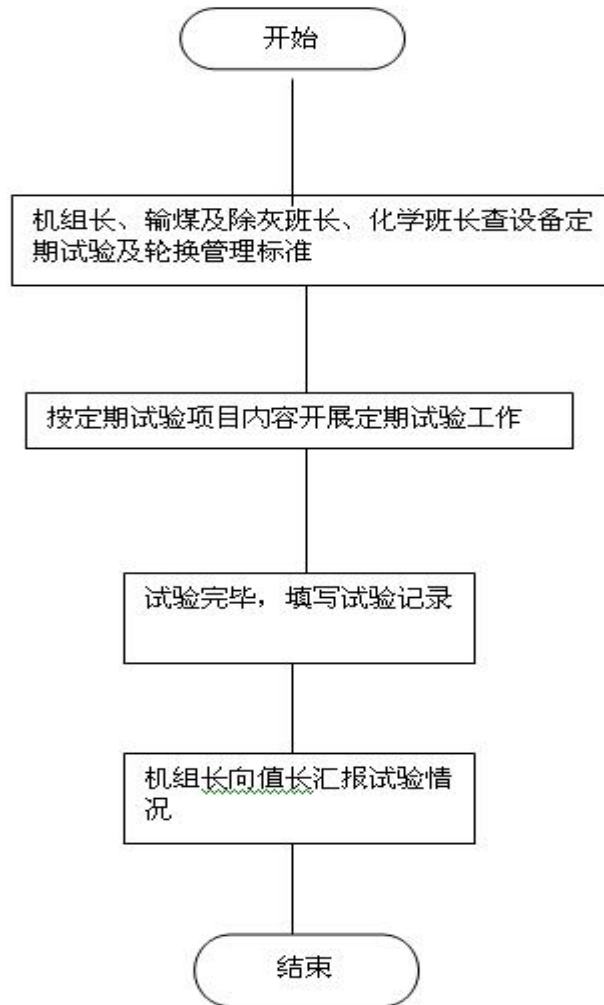 开始
机组长、输煤及除灰班长、化学班长查设备定
期试验及轮换管理标准
按定期试验项目内容开展定期试验工作
试验完毕，填写试验记录
机组长向值长汇报试验情
况
结束